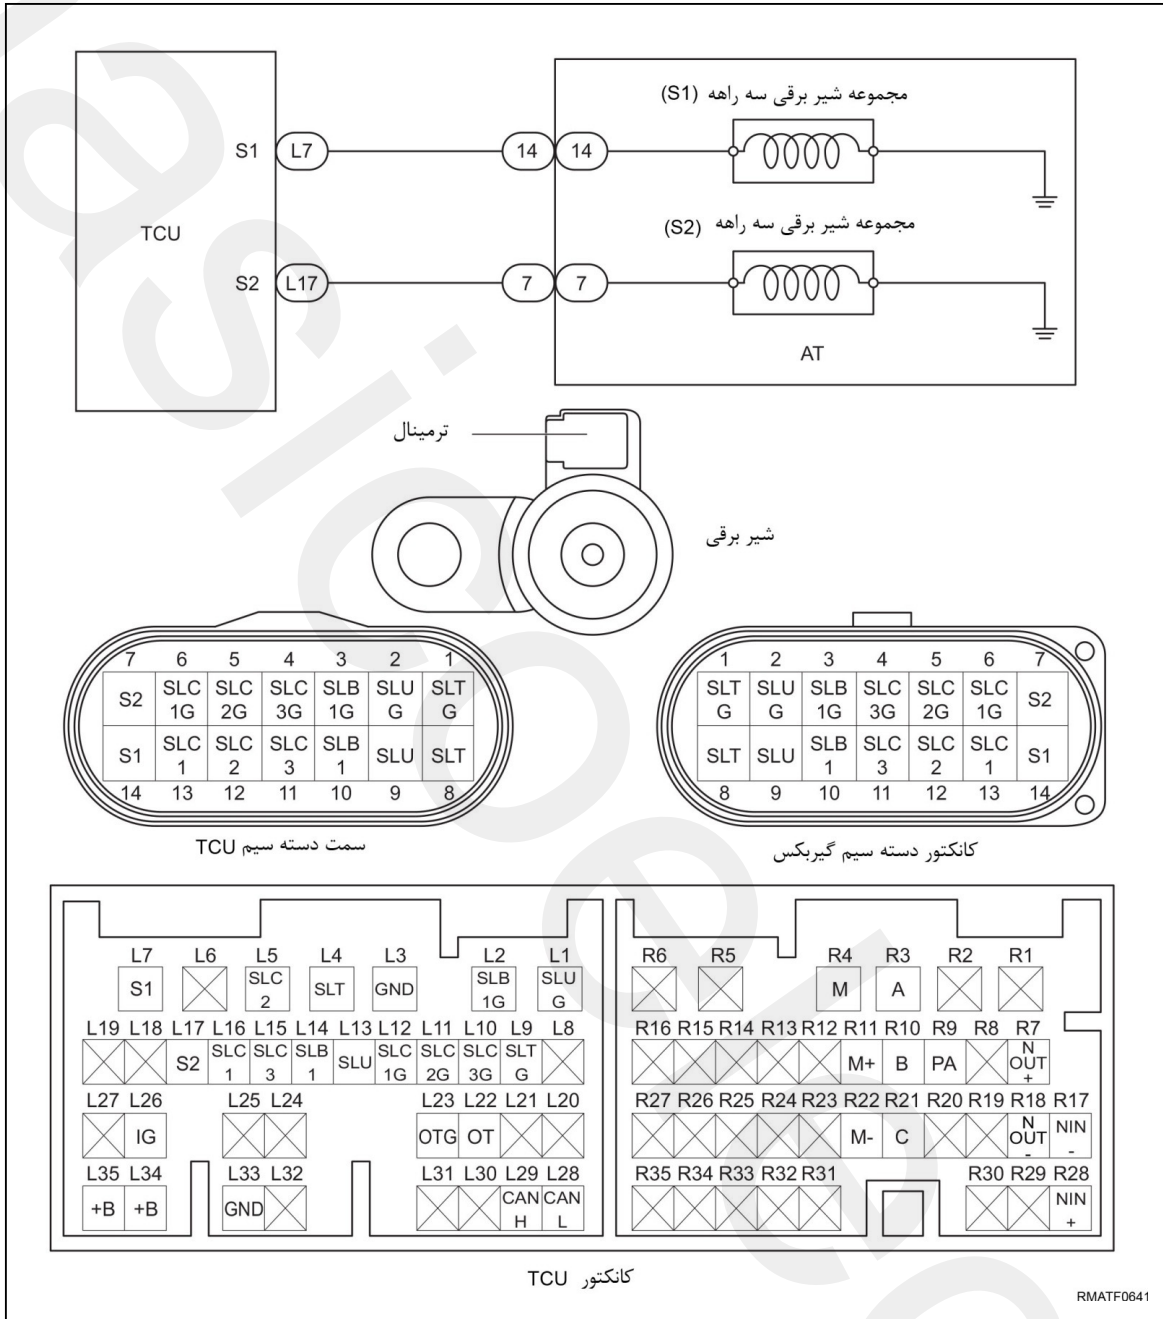 مجموعه شیر برقی سه راهه (S1)
S1 L7 14 14
مجموعه شیر برقی سه راهه (S2)
TCU
S2 L17 7 7
AT
ترمینال
شیر برقی
7 6 5 4 3 2 1
S2 SLC 1G SLC 2G SLC 3G SLB 1G SLU G SLT G
S1 SLC 1 SLC 2 SLC 3 SLB 1 SLU SLT
14 13 12 11 10 9 8
سمت دسته سیم TCU
1 2 3 4 5 6 7
SLT G SLU G SLB 1G SLC 3G SLC 2G SLC 1G S2
SLT SLU SLB 1 SLC 3 SLC 2 SLC 1 S1
8 9 10 11 12 13 14
کانکتور دسته سیم گیربکس
L7 L6 L5 L4 L3 L2 L1
S1 SLC 2 SLT GND SLB 1G SLU G
L19 L18 L17 L16 L15 L14 L13 L12 L11 L10 L9 L8
S2 SLC 1 SLC 3 SLB 1 SLU SLC 1G SLC 2G SLC 3G SLT G
L27 L26 L25 L24 L23 L22 L21 L20
IG OTG OT
L35 L34 L33 L32 L31 L30 L29 L28
+B +B GND CAN H CAN L
R6 R5 R4 R3 R2 R1
M A
R16 R15 R14 R13 R12 R11 R10 R9 R8 R7
M+ B PA N OUT +
R27 R26 R25 R24 R23 R22 R21 R20 R19 R18 R17
M- C N OUT - NIN -
R35 R34 R33 R32 R31 R30 R29 R28
NIN +
کانکتور TCU
RMATF0641